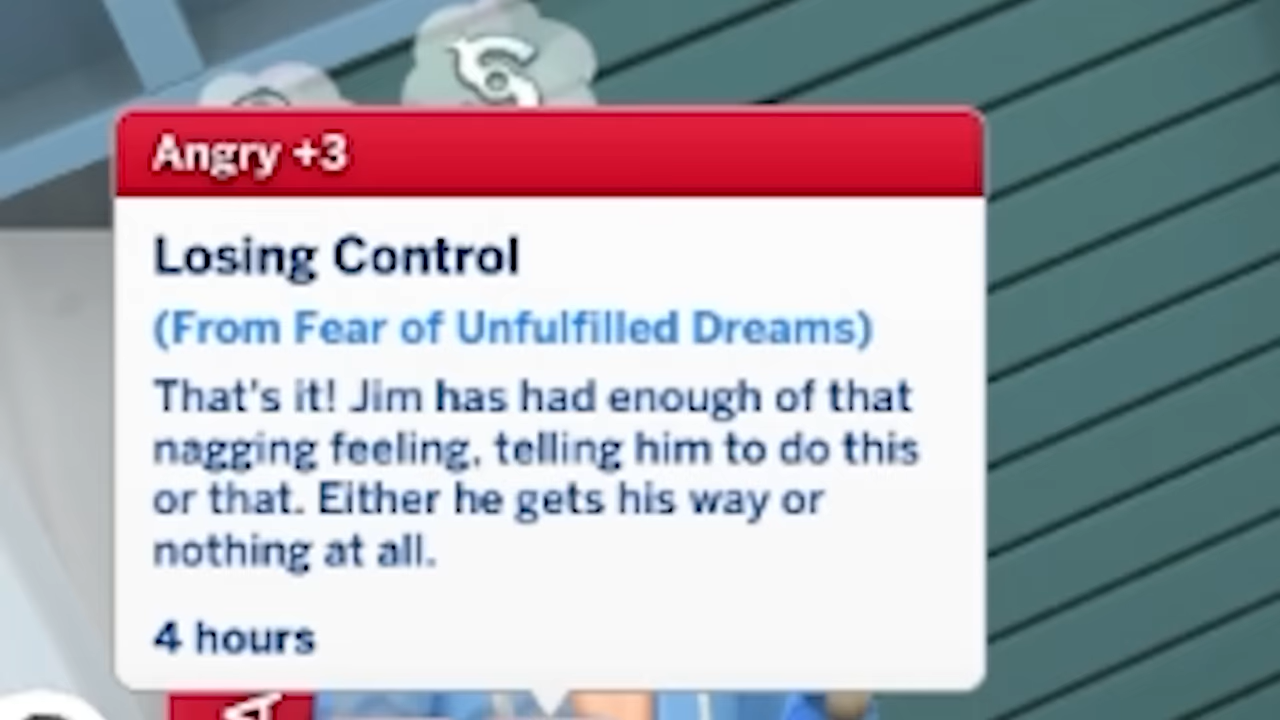 Angry +3
Losing Control
(From Fear of Unfulfilled Dreams)
That's it! Jim has had enough of that
nagging feeling, telling him to do this
or that. Either he gets his way or
nothing at all.
4 hours